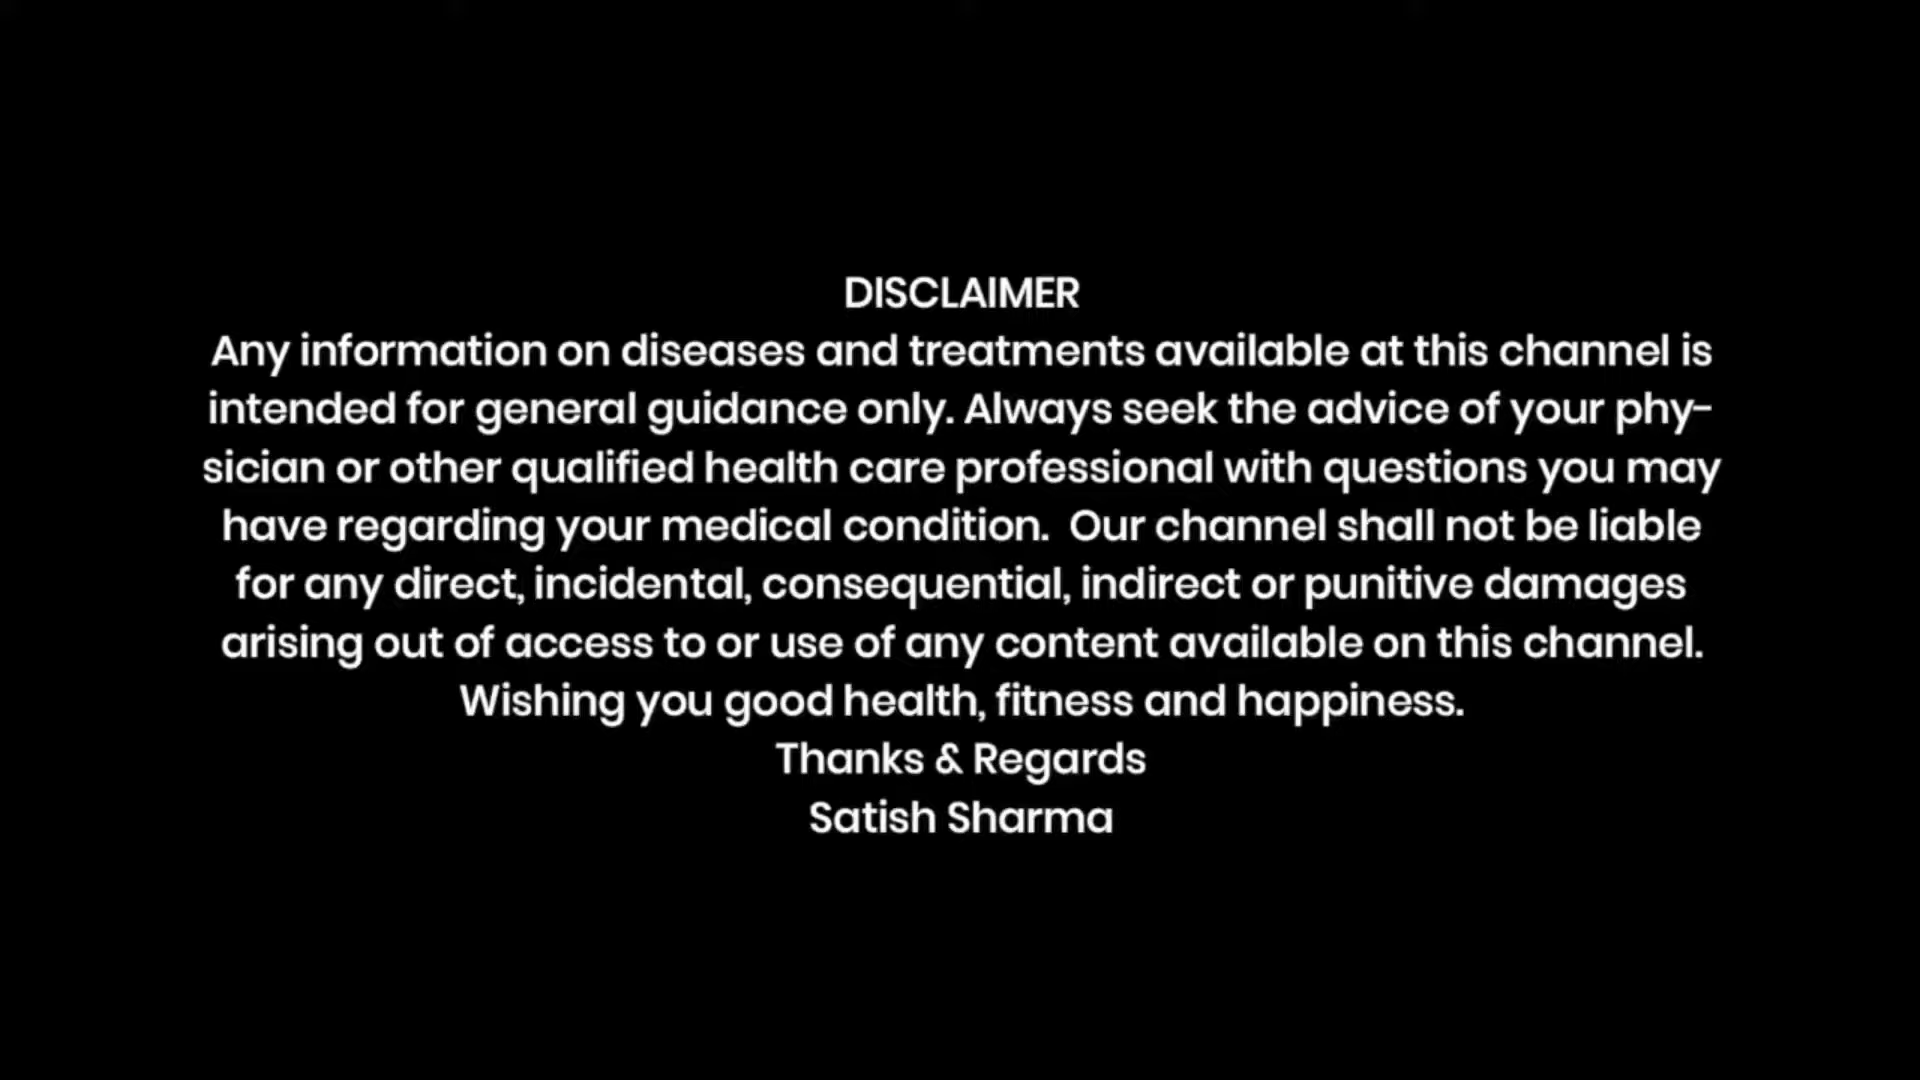 DISCLAIMER
Any information on diseases and treatments available at this channel is
intended for general guidance only. Always seek the advice of your phy-
sician or other qualified health care professional with questions you may
have regarding your medical condition.  Our channel shall not be liable
for any direct, incidental, consequential, indirect or punitive damages
arising out of access to or use of any content available on this channel.
Wishing you good health, fitness and happiness.
Thanks & Regards
Satish Sharma